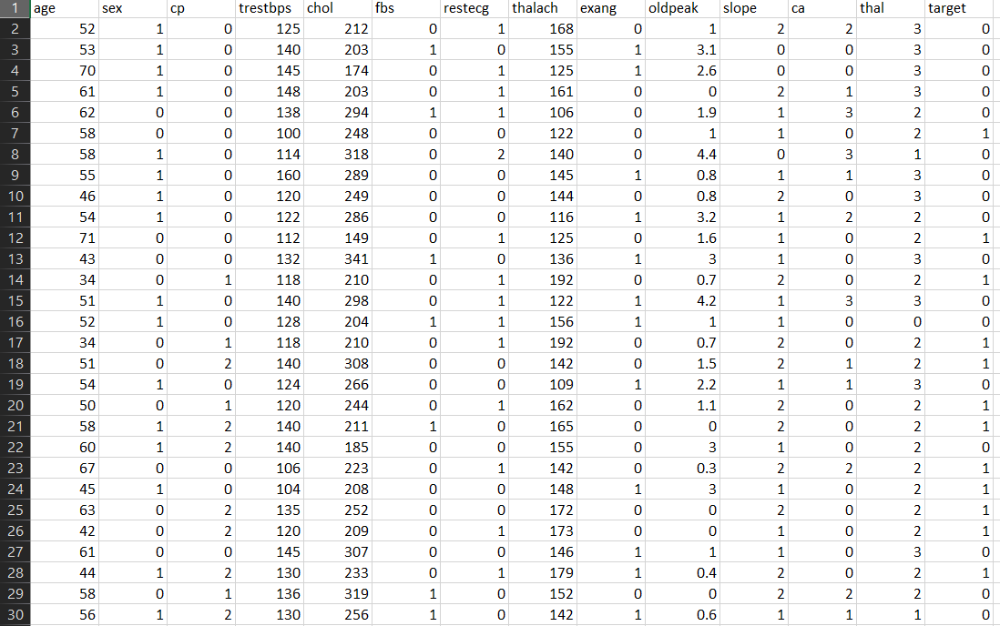 1 age sex cp trestbps chol fbs restecg thalach exang oldpeak slope ca thal target
2 52 1 0 125 212 0 1 168 0 1 2 2 3 0
3 53 1 0 140 203 1 0 155 1 3.1 0 0 3 0
4 70 1 0 145 174 0 1 125 1 2.6 0 0 3 0
5 61 1 0 148 203 0 1 161 0 0 2 1 3 0
6 62 0 0 138 294 1 1 106 0 1.9 1 3 2 0
7 58 0 0 100 248 0 0 122 0 1 1 0 2 1
8 58 1 0 114 318 0 2 140 0 4.4 0 3 1 0
9 55 1 0 160 289 0 0 145 1 0.8 1 1 3 0
10 46 1 0 120 249 0 0 144 0 0.8 2 0 3 0
11 54 1 0 122 286 0 0 116 1 3.2 1 2 2 0
12 71 0 0 112 149 0 1 125 0 1.6 1 0 2 1
13 43 0 0 132 341 1 0 136 1 3 1 0 3 0
14 34 0 1 118 210 0 1 192 0 0.7 2 0 2 1
15 51 1 0 140 298 0 1 122 1 4.2 1 3 3 0
16 52 1 0 128 204 1 1 156 1 1 1 0 0 0
17 34 0 1 118 210 0 1 192 0 0.7 2 0 2 1
18 51 0 2 140 308 0 0 142 0 1.5 2 1 2 1
19 54 1 0 124 266 0 0 109 1 2.2 1 1 3 0
20 50 0 1 120 244 0 1 162 0 1.1 2 0 2 1
21 58 1 2 140 211 1 0 165 0 0 2 0 2 1
22 60 1 2 140 185 0 0 155 0 3 1 0 2 0
23 67 0 0 106 223 0 1 142 0 0.3 2 2 2 1
24 45 1 0 104 208 0 0 148 1 3 1 0 2 1
25 63 0 2 135 252 0 0 172 0 0 2 0 2 1
26 42 0 2 120 209 0 1 173 0 0 1 0 2 1
27 61 0 0 145 307 0 0 146 1 1 1 0 3 0
28 44 1 2 130 233 0 1 179 1 0.4 2 0 2 1
29 58 0 1 136 319 1 0 152 0 0 2 2 2 0
30 56 1 2 130 256 1 0 142 1 0.6 1 1 1 0